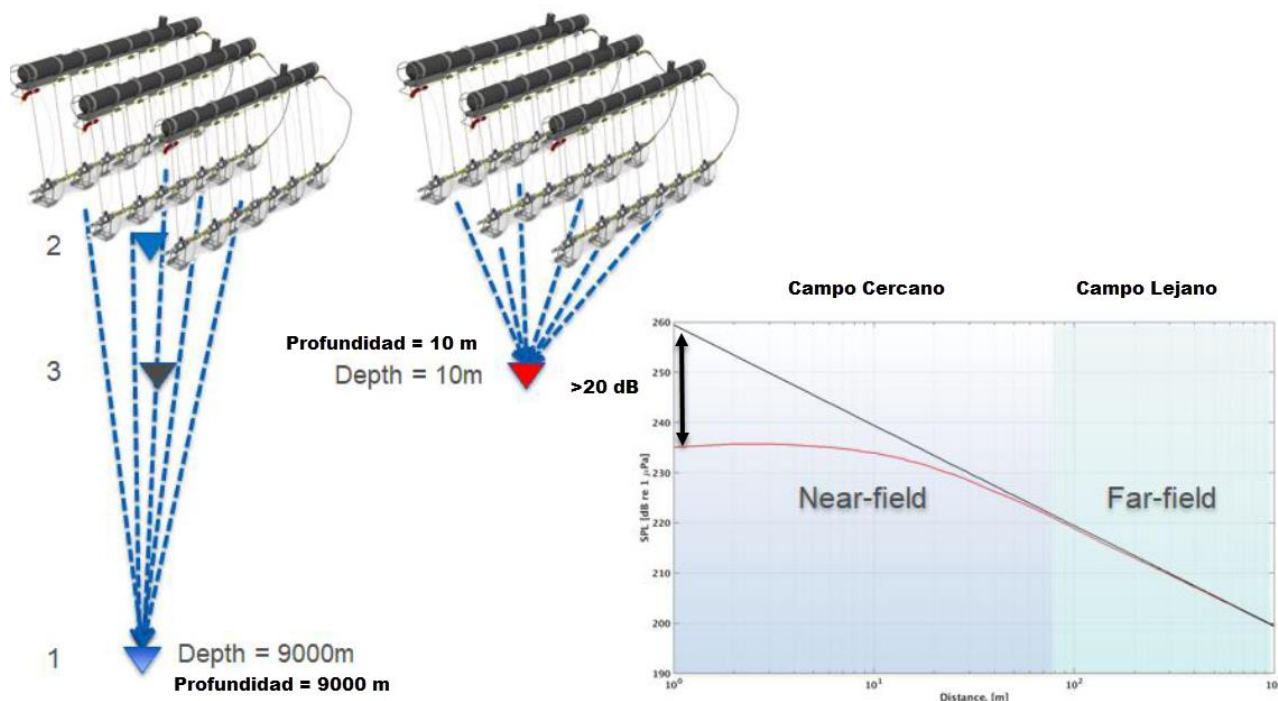 2
3
1
Profundidad = 10 m
Depth = 10m
Depth = 9000m
Profundidad = 9000 m
Campo Cercano
Campo Lejano
>20 dB
260
250
240
230
220
210
200
190
SPL [dB re 1 µPa]
Near-field
Far-field
10⁰
10¹
10²
10
Distance, [m]